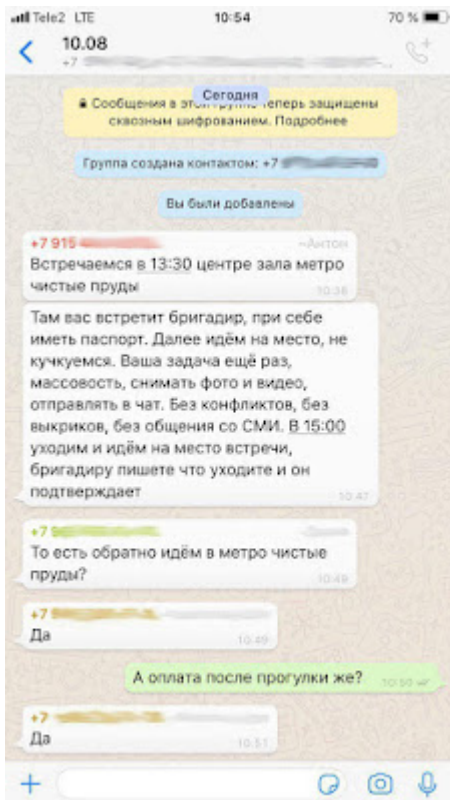 Tele2 LTE 10:54 70 %
10.08
+7
Сегодня
Сообщения в этой группе теперь защищены
сквозным шифрованием. Подробнее
Группа создана контактом: +7
Вы были добавлены
+7 915 ~Антон
Встречаемся в 13:30 центре зала метро
чистые пруды
10:36
Там вас встретит бригадир, при себе
иметь паспорт. Далее идём на место, не
кучкуемся. Ваша задача ещё раз,
массовость, снимать фото и видео,
отправлять в чат. Без конфликтов, без
выкриков, без общения со СМИ. В 15:00
уходим и идём на место встречи,
бригадиру пишете что уходите и он
подтверждает
10:47
+7
То есть обратно идём в метро чистые
пруды?
10:49
+7
Да
10:49
А оплата после прогулки же?
10:50
+7
Да
10:51